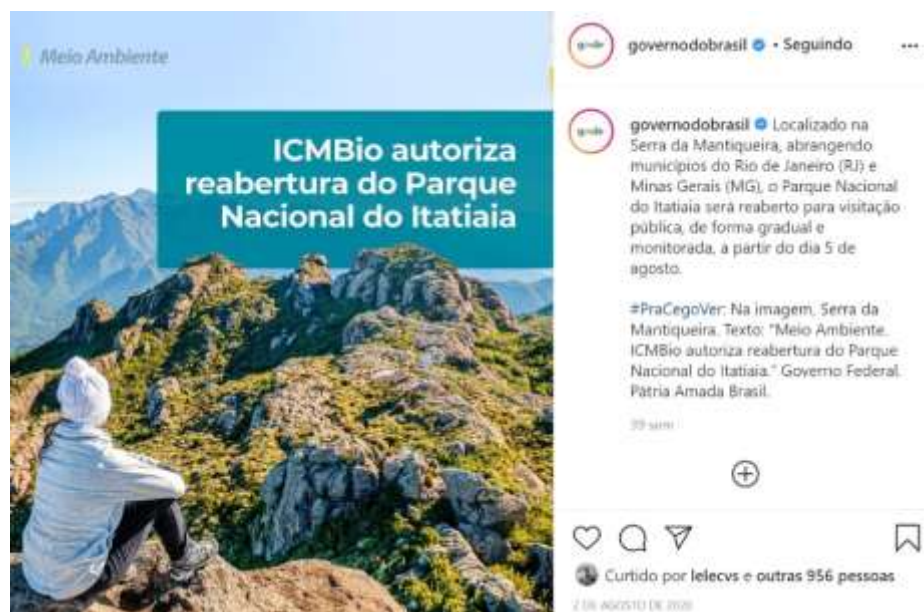 Meio Ambiente
ICMBio autoriza
reabertura do Parque
Nacional do Itatiaia
governodobrasil • Seguindo
governodobrasil Localizado na
Serra da Mantiqueira, abrangendo
municípios do Rio de Janeiro (RJ) e
Minas Gerais (MG), o Parque Nacional
do Itatiaia será reaberto para visitação
pública, de forma gradual e
monitorada, a partir do dia 5 de
agosto.
#PraCegoVer: Na imagem, Serra da
Mantiqueira. Texto: "Meio Ambiente.
ICMBio autoriza reabertura do Parque
Nacional do Itatiaia." Governo Federal.
Pátria Amada Brasil.
39 sem
Curtido por lelecvs e outras 956 pessoas
2 DE AGOSTO DE 2020